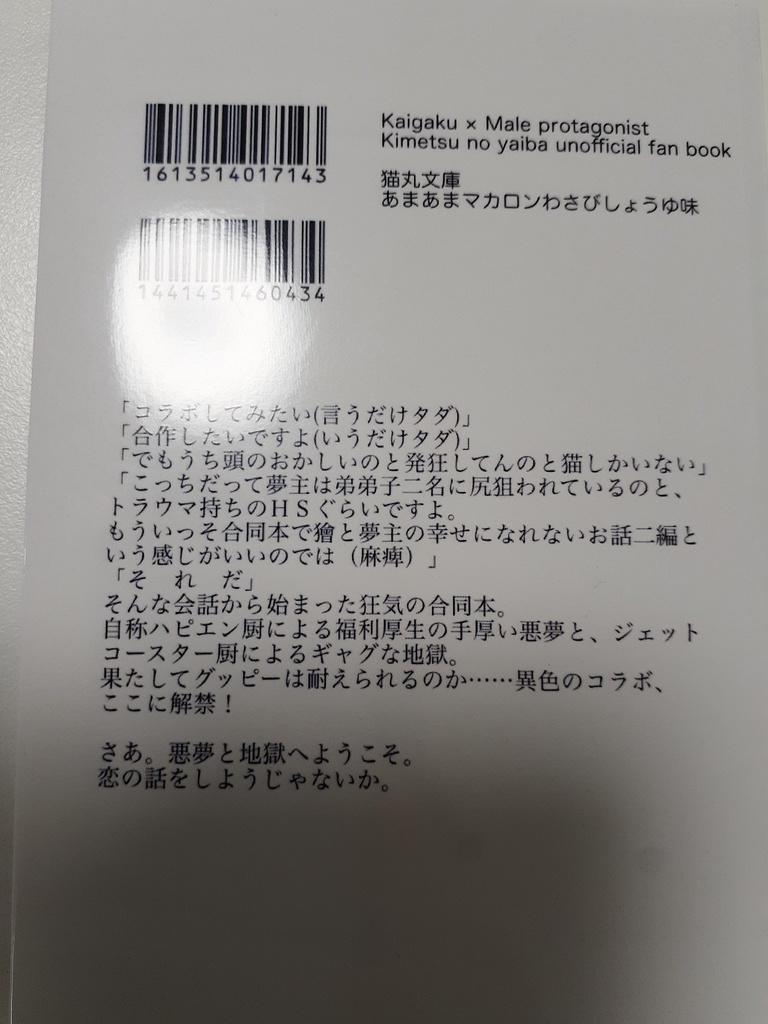 1613514017143
Kaigaku × Male protagonist
Kimetsu no yaiba unofficial fan book
猫丸文庫
あまあまマカロンわさびしょうゆ味
1441451460434
「コラボしてみたい(言うだけタダ)」
「合作したいですよ(いうだけタダ)」
「でもうち頭のおかしいのと発狂してんのと猫しかいない」
「こっちだって夢主は弟弟子二名に尻狙われているのと、
トラウマ持ちのHSぐらいですよ。
もういっそ合同本で獪と夢主の幸せになれないお話二編と
いう感じがいいのでは（麻痺）」
「そ　れ　だ」
そんな会話から始まった狂気の合同本。
自称ハピエン厨による福利厚生の手厚い悪夢と、ジェット
コースター厨によるギャグな地獄。
果たしてグッピーは耐えられるのか……異色のコラボ、
ここに解禁！
さあ。悪夢と地獄へようこそ。
恋の話をしようじゃないか。